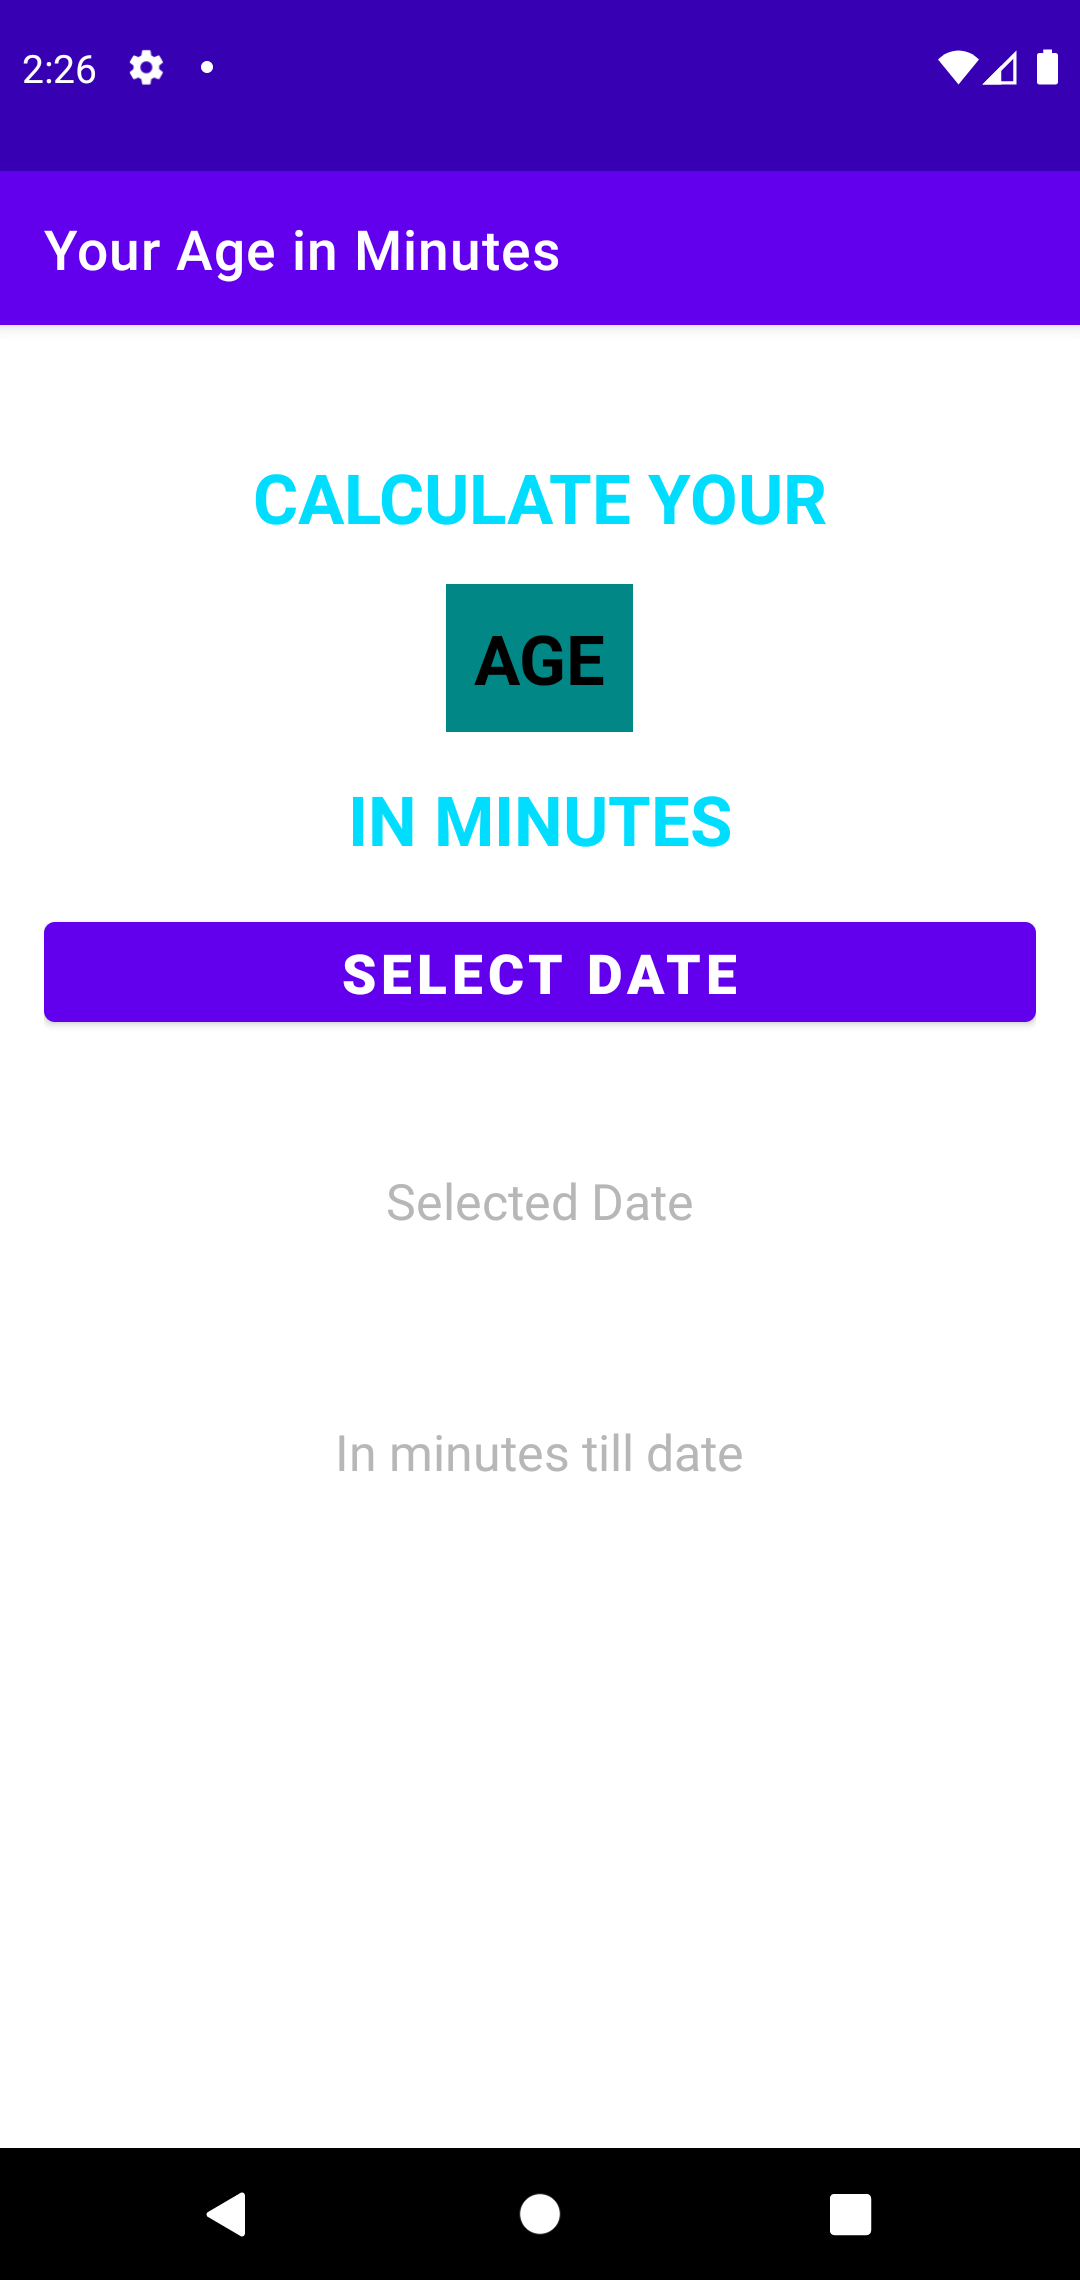 2:26
Your Age in Minutes
CALCULATE YOUR
AGE
IN MINUTES
SELECT DATE
Selected Date
In minutes till date